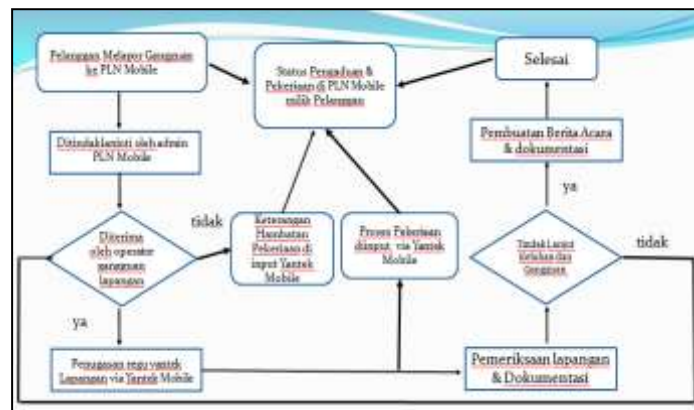 Pelanggan Melapor Gangguan
ke PLN Mobile
Status Pengaduan &
Pekerjaan di PLN Mobile
milik Pelanggan
Selesai
Ditindaklanjuti oleh admin
PLN Mobile
Pembuatan Berita Acara
& dokumentasi
ya
tidak
Diterima
oleh operator
gangguan
lapangan
tidak
Keterangan
Hambatan
Pekerjaan di
input Yantek
Mobile
Proses Pekerjaan
diinput via Yantek
Mobile
Tindak Lanjut
Keluhan dan
Gangguan
ya
Penugasan regu yantek
Lapangan via Yantek Mobile
Pemeriksaan lapangan
& Dokumentasi